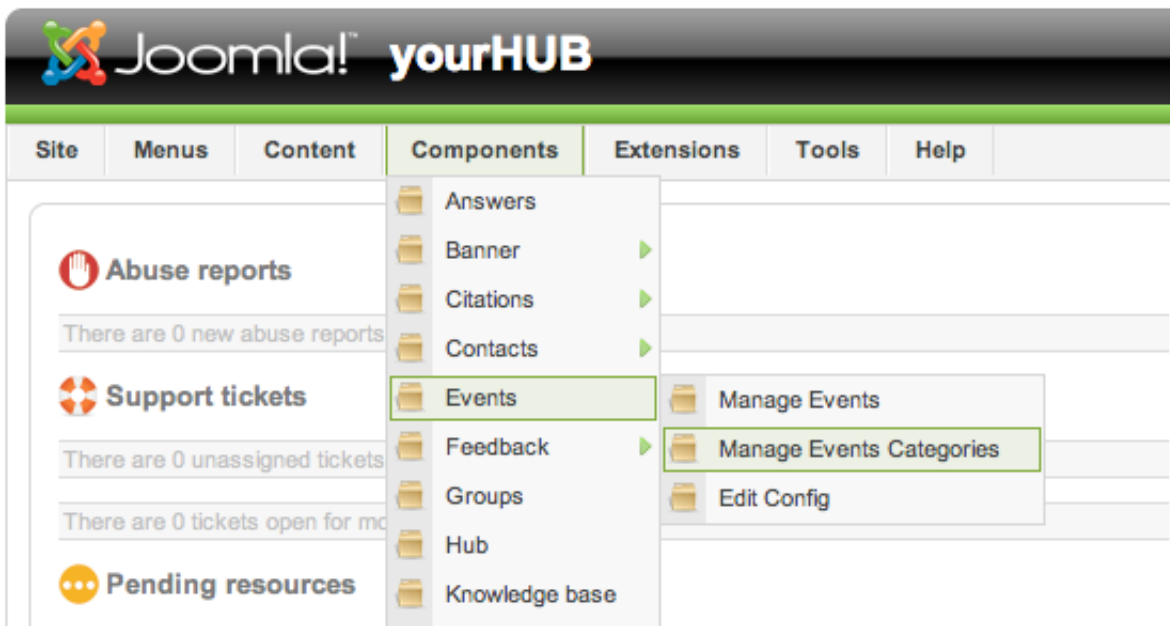 Joomla!™ yourHUB
Site Menus Content Components Extensions Tools Help
Answers
Banner
Citations
Contacts
Events
Feedback
Groups
Hub
Knowledge base
Manage Events
Manage Events Categories
Edit Config
Abuse reports
There are 0 new abuse reports
Support tickets
There are 0 unassigned tickets
There are 0 tickets open for mo
Pending resources